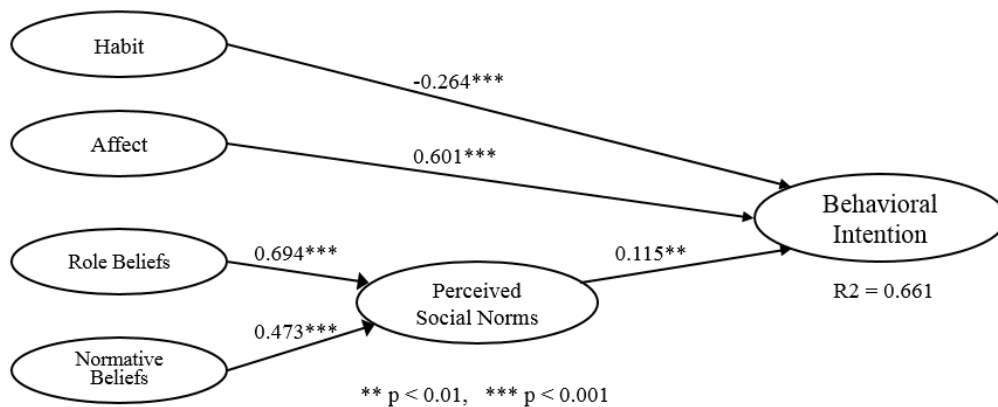 Habit
-0.264***
Affect
0.601***
Behavioral
Intention
Role Beliefs
0.694***
0.115**
Perceived
Social Norms
R2 = 0.661
0.473***
Normative
Beliefs
** p < 0.01, *** p < 0.001